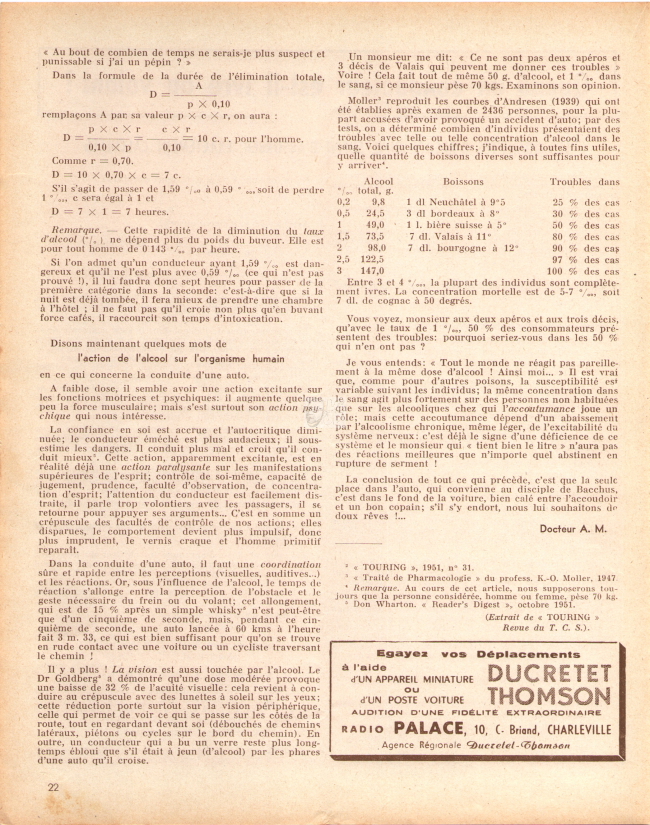 « Au bout de combien de temps ne serais-je plus suspect et
punissable si j'ai un pépin ? »
Dans la formule de la durée de l'élimination totale,
A
D =
p × 0,10
remplaçons A par sa valeur p × c × r, on aura :
p × c × r    c × r
D = = = 10 c. r. pour l'homme.
0,10 × p    0,10
Comme r = 0,70.
D = 10 × 0,70 × c = 7 c.
S'il s'agit de passer de 1,59 °/₀₀ à 0,59 °/₀₀, soit de perdre
1 °/₀₀, c sera égal à 1 et
D = 7 × 1 = 7 heures.
Remarque. — Cette rapidité de la diminution du taux
d'alcool (°/₀₀) ne dépend plus du poids du buveur. Elle est
pour tout homme de 0 143 °/₀₀ par heure.
Si l'on admet qu'un conducteur ayant 1,59 °/₀₀ est dan-
gereux et qu'il ne l'est plus avec 0,59 °/₀₀ (ce qui n'est pas
prouvé !), il lui faudra donc sept heures pour passer de la
première catégorie dans la seconde: c'est-à-dire que si la
nuit est déjà tombée, il fera mieux de prendre une chambre
à l'hôtel ; il ne faut pas qu'il croie non plus qu'en buvant
force cafés, il raccourcit son temps d'intoxication.
Disons maintenant quelques mots de
l'action de l'alcool sur l'organisme humain
en ce qui concerne la conduite d'une auto.
A faible dose, il semble avoir une action excitante sur
les fonctions motrices et psychiques: il augmente quelque
peu la force musculaire; mais s'est surtout son action psy-
chique qui nous intéresse.
La confiance en soi est accrue et l'autocritique dimi-
nuée; le conducteur éméché est plus audacieux; il sous-
estime les dangers. Il conduit plus mal et croit qu'il con-
duit mieux⁵. Cette action, apparemment excitante, est en
réalité déjà une action paralysante sur les manifestations
supérieures de l'esprit; contrôle de soi-même, capacité de
jugement, prudence, faculté d'observation, de concentra-
tion d'esprit; l'attention du conducteur est facilement dis-
traite, il parle trop volontiers avec les passagers, il se
retourne pour appuyer ses arguments... C'est en somme un
crépuscule des facultés de contrôle de nos actions; elles
disparues, le comportement devient plus impulsif, donc
plus imprudent, le vernis craque et l'homme primitif
reparaît.
Dans la conduite d'une auto, il faut une coordination
sûre et rapide entre les perceptions (visuelles, auditives...)
et les réactions. Or, sous l'influence de l'alcool, le temps de
réaction s'allonge entre la perception de l'obstacle et le
geste nécessaire du frein ou du volant; cet allongement,
qui est de 15 % après un simple whisky⁵ n'est peut-être
que d'un cinquième de seconde, mais, pendant ce cin-
quième de seconde, une auto lancée à 60 kms à l'heure
fait 3 m. 33, ce qui est bien suffisant pour qu'on se trouve
en rude contact avec une voiture ou un cycliste traversant
le chemin !
Il y a plus ! La vision est aussi touchée par l'alcool. Le
Dr Goldberg⁵ a démontré qu'une dose modérée provoque
une baisse de 32 % de l'acuité visuelle: cela revient à con-
duire au crépuscule avec des lunettes à soleil sur les yeux;
cette réduction porte surtout sur la vision périphérique,
celle qui permet de voir ce qui se passe sur les côtés de la
route, tout en regardant devant soi (débouchés de chemins
latéraux, piétons ou cycles sur le bord du chemin). En
outre, un conducteur qui a bu un verre reste plus long-
temps ébloui que s'il était à jeun (d'alcool) par les phares
d'une auto qu'il croise.
22
Un monsieur me dit: « Ce ne sont pas deux apéros et
3 décis de Valais qui peuvent me donner ces troubles »
Voire ! Cela fait tout de même 50 g. d'alcool, et 1 °/₀₀ dans
le sang, si ce monsieur pèse 70 kgs. Examinons son opinion.
Moller³ reproduit les courbes d'Andresen (1939) qui ont
été établies après examen de 2436 personnes, pour la plu-
part accusées d'avoir provoqué un accident d'auto; par des
tests, on a déterminé combien d'individus présentaient des
troubles avec telle ou telle concentration d'alcool dans le
sang. Voici quelques chiffres; j'indique, à toutes fins utiles,
quelle quantité de boissons diverses sont suffisantes pour
y arriver⁴.
Alcool    Boissons    Troubles dans
°/₀₀ total, g.
0,2    9,8    1 dl Neuchâtel à 9°5    25 % des cas
0,5    24,5    3 dl bordeaux à 8°    30 % des cas
1    49,0    1 l. bière suisse à 5°    50 % des cas
1,5    73,5    7 dl. Valais à 11°    80 % des cas
2    98,0    7 dl. bourgogne à 12°    90 % des cas
2,5    122,5    97 % des cas
3    147,0    100 % des cas
Entre 3 et 4 °/₀₀, la plupart des individus sont complète-
ment ivres. La concentration mortelle est de 5-7 °/₀₀, soit
7 dl. de cognac à 50 degrés.
Vous voyez, monsieur aux deux apéros et aux trois décis,
qu'avec le taux de 1 °/₀₀, 50 % des consommateurs pré-
sentent des troubles: pourquoi seriez-vous dans les 50 %
qui n'en ont pas ?
Je vous entends: « Tout le monde ne réagit pas pareille-
ment à la même dose d'alcool ! Ainsi moi... » Il est vrai
que, comme pour d'autres poisons, la susceptibilité est
variable suivant les individus; la même concentration dans
le sang agit plus fortement sur des personnes non habituées
que sur les alcooliques chez qui l'accoutumance joue un
rôle; mais cette accoutumance dépend d'un abaissement
par l'alcoolisme chronique, même léger, de l'excitabilité du
système nerveux: c'est déjà le signe d'une déficience de ce
système et le monsieur qui « tient bien le litre » n'aura pas
des réactions meilleures que n'importe quel abstinent en
rupture de serment !
La conclusion de tout ce qui précède, c'est que la seule
place dans l'auto, qui convienne au disciple de Bacchus,
c'est dans le fond de la voiture, bien calé entre l'accoudoir
et un bon copain; s'il s'y endort, nous lui souhaitons de
doux rêves !...
Docteur A. M.
² « TOURING », 1951, n° 31.
³ « Traité de Pharmacologie » du profess. K.-O. Moller, 1947.
⁴ Remarque. Au cours de cet article, nous supposerons tou-
jours que la personne considérée, homme ou femme, pèse 70 kg.
⁵ Don Wharton. « Reader's Digest », octobre 1951.
(Extrait de « TOURING »
Revue du T. C. S.).
Egayez vos Déplacements
à l'aide
d'UN APPAREIL MINIATURE
ou
d'UN POSTE VOITURE
DUCRETET
THOMSON
AUDITION D'UNE FIDÉLITÉ EXTRAORDINAIRE
RADIO PALACE, 10, C. Briand, CHARLEVILLE
Agence Régionale Ducretet-Thomson